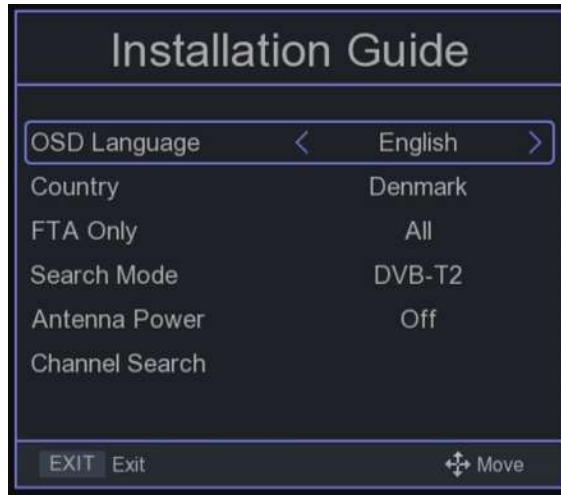 Installation Guide
OSD Language < English >
Country Denmark
FTA Only All
Search Mode DVB-T2
Antenna Power Off
Channel Search
EXIT Exit Move